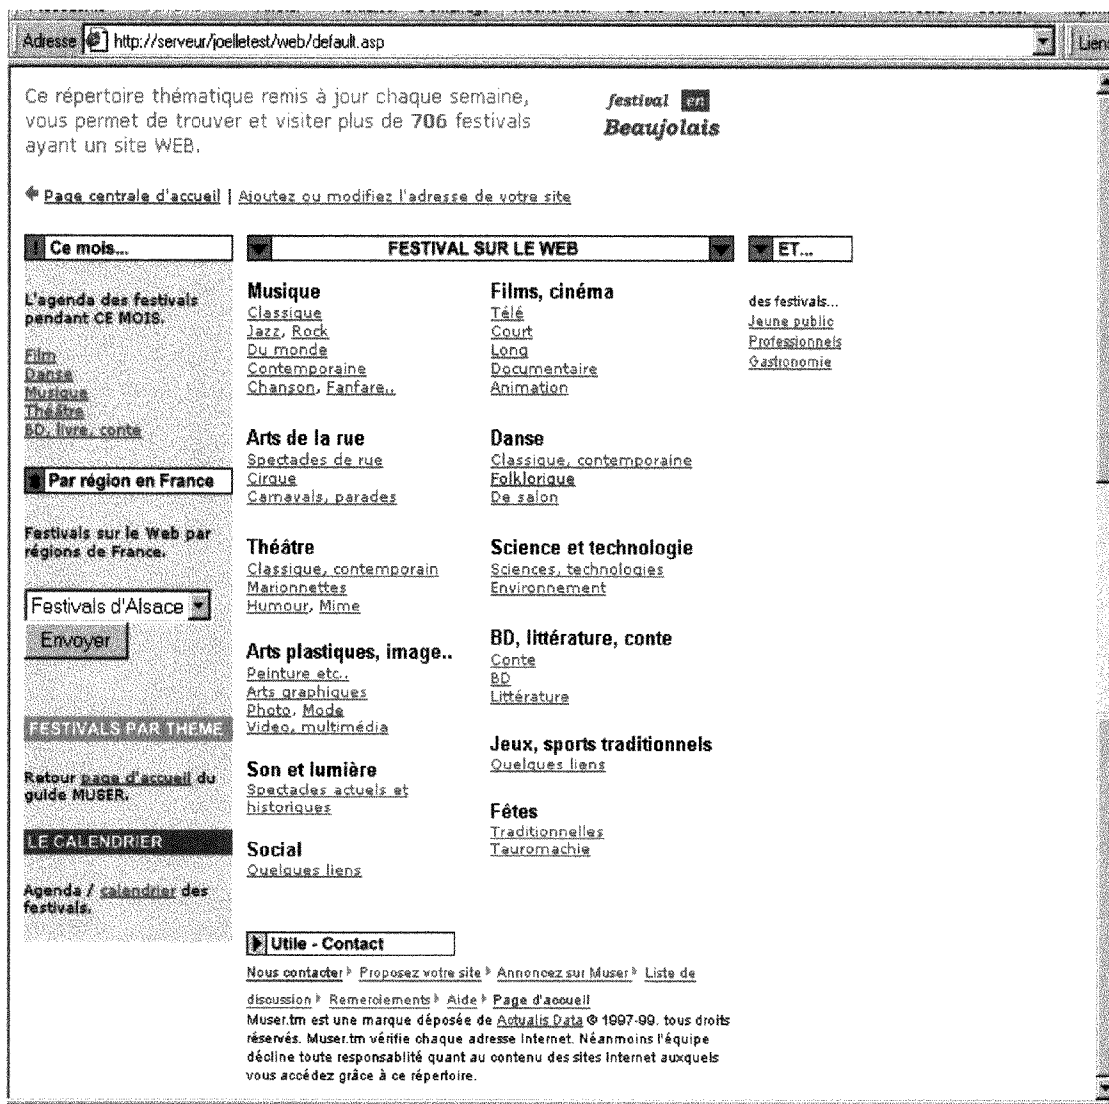 Adresse http://serveur/joelletest/web/default.asp Liens
Ce répertoire thématique remis à jour chaque semaine,
vous permet de trouver et visiter plus de 706 festivals
ayant un site WEB.
festival en
Beaujolais
Page centrale d'accueil | Ajoutez ou modifiez l'adresse de votre site
! Ce mois...
L'agenda des festivals
pendant CE MOIS.
Film
Danse
Musique
Théâtre
BD, livre, conte
Par région en France
Festivals sur le Web par
régions de France.
Festivals d'Alsace
Envoyer
FESTIVALS PAR THEME
Retour page d'accueil du
guide MUSER.
LE CALENDRIER
Agenda / calendrier des
festivals.
FESTIVAL SUR LE WEB
Musique
Classique
Jazz, Rock
Du monde
Contemporaine
Chanson, Fanfare..
Arts de la rue
Spectacles de rue
Cirque
Carnavals, parades
Théâtre
Classique, contemporain
Marionnettes
Humour, Mime
Arts plastiques, image..
Peinture etc..
Arts graphiques
Photo, Mode
Video, multimédia
Son et lumière
Spectacles actuels et
historiques
Social
Quelques liens
Films, cinéma
Télé
Court
Long
Documentaire
Animation
Danse
Classique, contemporaine
Folklorique
De salon
Science et technologie
Sciences, technologies
Environnement
BD, littérature, conte
Conte
BD
Littérature
Jeux, sports traditionnels
Quelques liens
Fêtes
Traditionnelles
Tauromachie
ET...
des festivals...
Jeune public
Professionnels
Gastronomie
Utile - Contact
Nous contacter Proposez votre site Annoncez sur Muser Liste de
discussion Remerciements Aide Page d'accueil
Muser.tm est une marque déposée de Actualis Data © 1997-99. tous droits
réservés. Muser.tm vérifie chaque adresse Internet. Néanmoins l'équipe
décline toute responsablité quant au contenu des sites Internet auxquels
vous accédez grâce à ce répertoire.